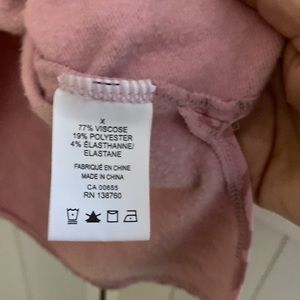 X
77% VISCOSE
19% POLYESTER
4% ÉLASTHANNE/
ELASTANE
FABRIQUÉ EN CHINE
MADE IN CHINA
CA 00655
RN 138760